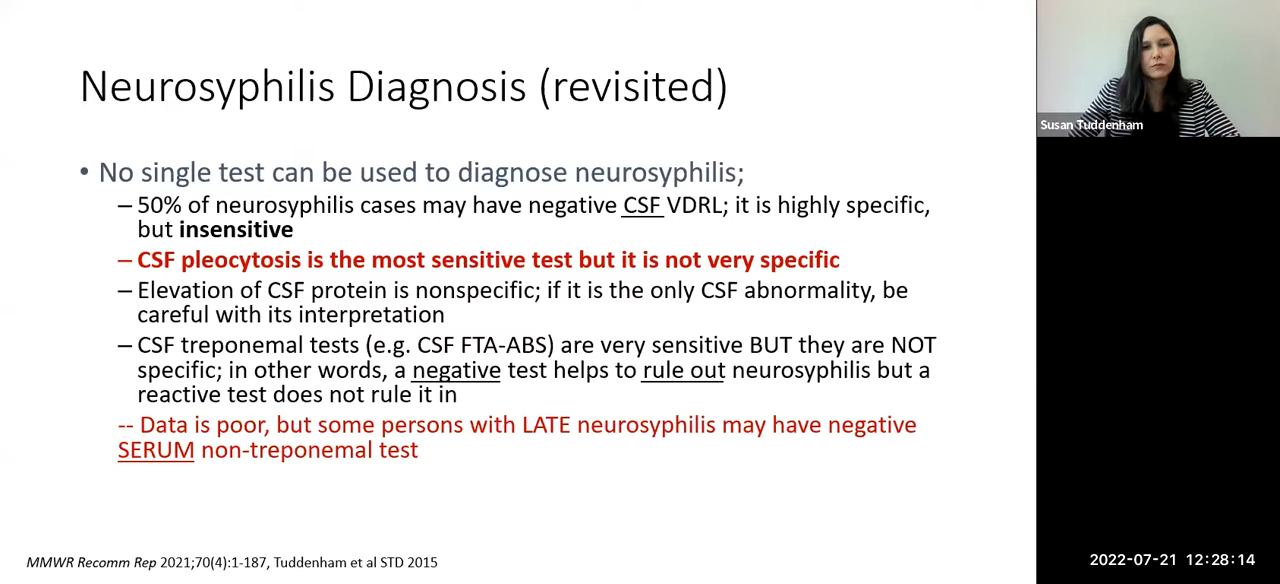 Neurosyphilis Diagnosis (revisited)
• No single test can be used to diagnose neurosyphilis;
– 50% of neurosyphilis cases may have negative CSF VDRL; it is highly specific,
but insensitive
– CSF pleocytosis is the most sensitive test but it is not very specific
– Elevation of CSF protein is nonspecific; if it is the only CSF abnormality, be
careful with its interpretation
– CSF treponemal tests (e.g. CSF FTA-ABS) are very sensitive BUT they are NOT
specific; in other words, a negative test helps to rule out neurosyphilis but a
reactive test does not rule it in
-- Data is poor, but some persons with LATE neurosyphilis may have negative
SERUM non-treponemal test
MMWR Recomm Rep 2021;70(4):1-187, Tuddenham et al STD 2015
Susan Tuddenham
2022-07-21 12:28:14